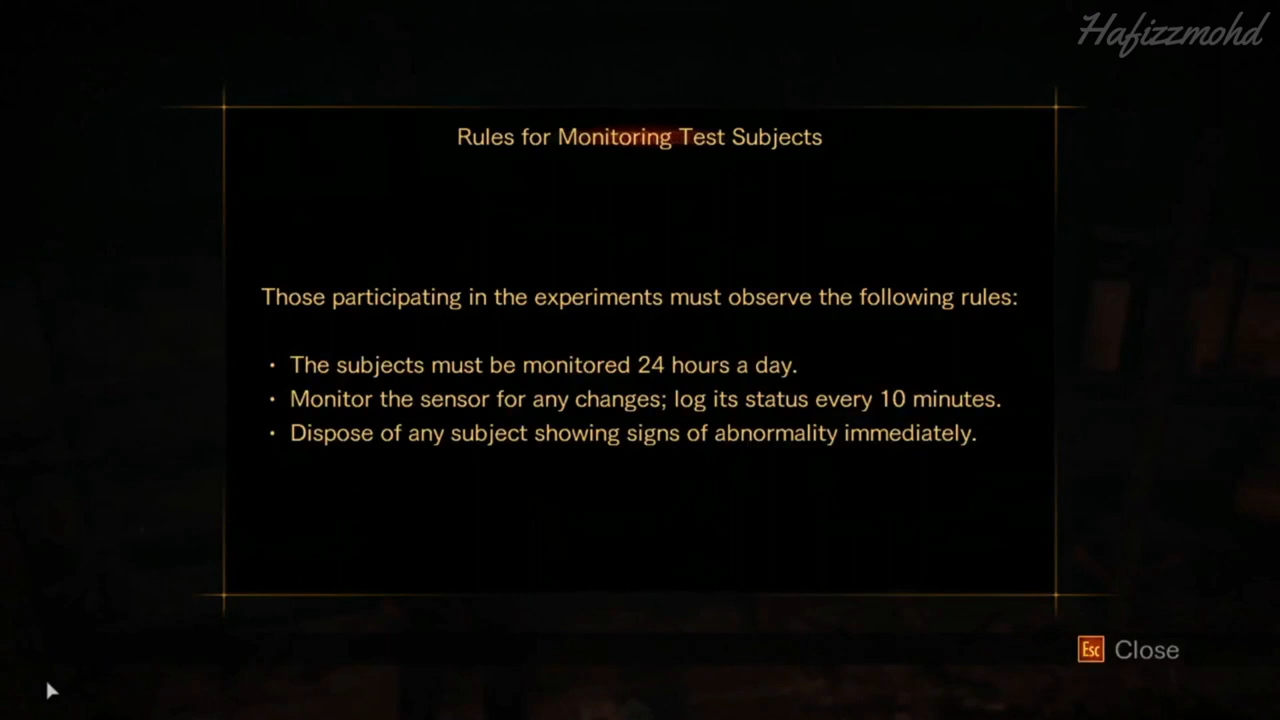 Hafizzmohd
Rules for Monitoring Test Subjects
Those participating in the experiments must observe the following rules:
・ The subjects must be monitored 24 hours a day.
・ Monitor the sensor for any changes; log its status every 10 minutes.
・ Dispose of any subject showing signs of abnormality immediately.
Esc Close